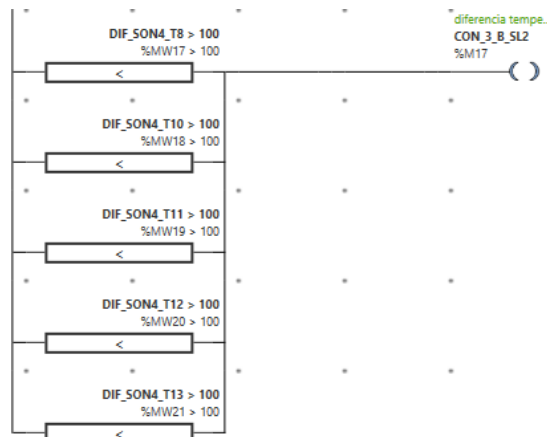 diferencia tempe..
DIF_SON4_T8 > 100
CON_3_B_SL2
%MW17 > 100
%M17
<
DIF_SON4_T10 > 100
%MW18 > 100
<
DIF_SON4_T11 > 100
%MW19 > 100
<
DIF_SON4_T12 > 100
%MW20 > 100
<
DIF_SON4_T13 > 100
%MW21 > 100
<